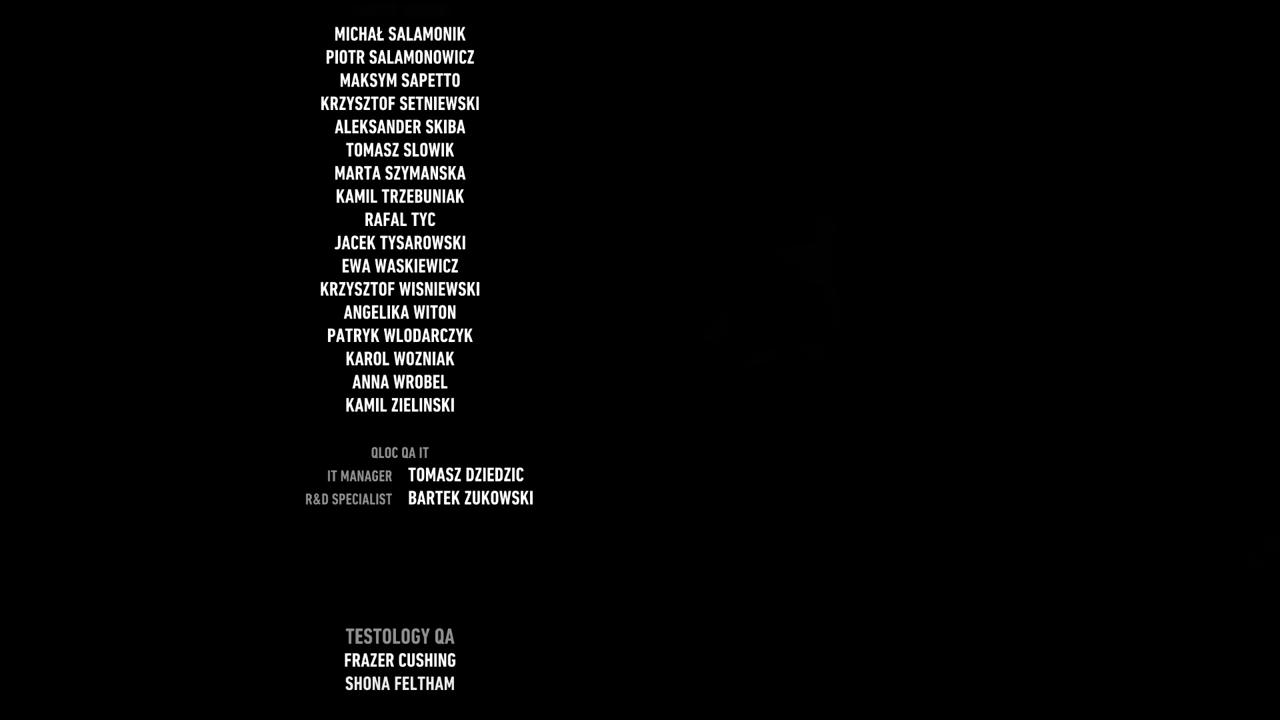 MICHAŁ SALAMONIK
PIOTR SALAMONOWICZ
MAKSYM SAPETTO
KRZYSZTOF SETNIEWSKI
ALEKSANDER SKIBA
TOMASZ SLOWIK
MARTA SZYMANSKA
KAMIL TRZEBUNIAK
RAFAL TYC
JACEK TYSAROWSKI
EWA WASKIEWICZ
KRZYSZTOF WISNIEWSKI
ANGELIKA WITON
PATRYK WLODARCZYK
KAROL WOZNIAK
ANNA WROBEL
KAMIL ZIELINSKI
QLOC QA IT
IT MANAGER TOMASZ DZIEDZIC
R&D SPECIALIST BARTEK ZUKOWSKI
TESTOLOGY QA
FRAZER CUSHING
SHONA FELTHAM